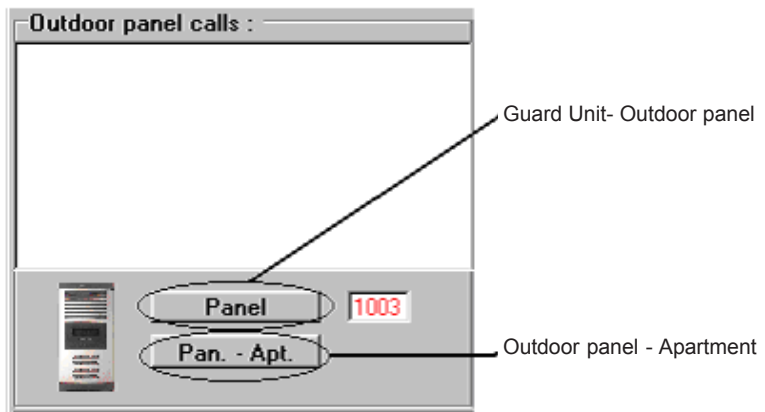 Outdoor panel calls :
Guard Unit- Outdoor panel
Panel 1003
Pan. - Apt.
Outdoor panel - Apartment